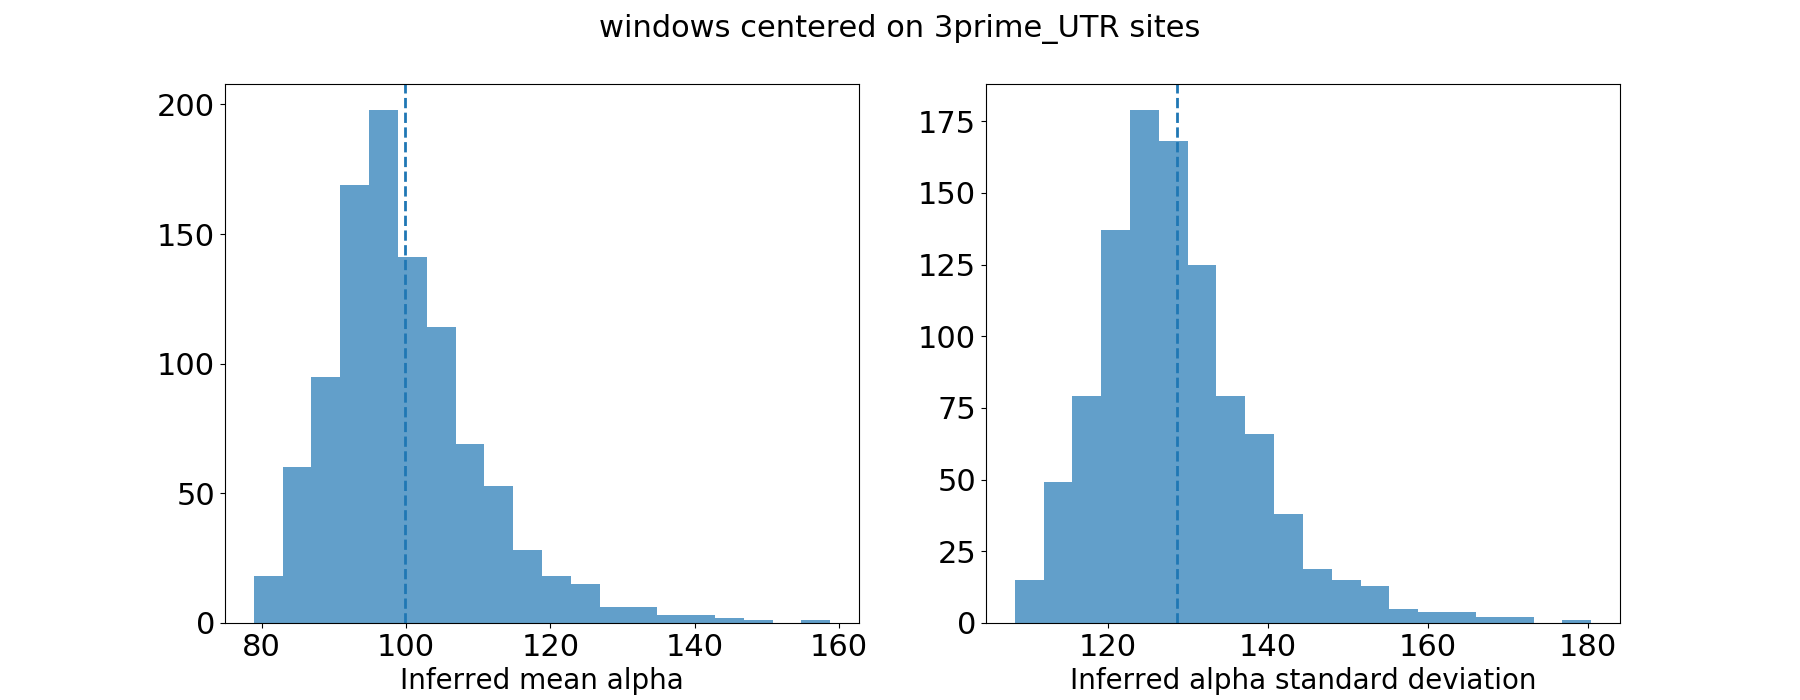 windows centered on 3prime_UTR sites
200
150
100
50
0
80 100 120 140 160
Inferred mean alpha
175
150
125
100
75
50
25
0
120 140 160 180
Inferred alpha standard deviation